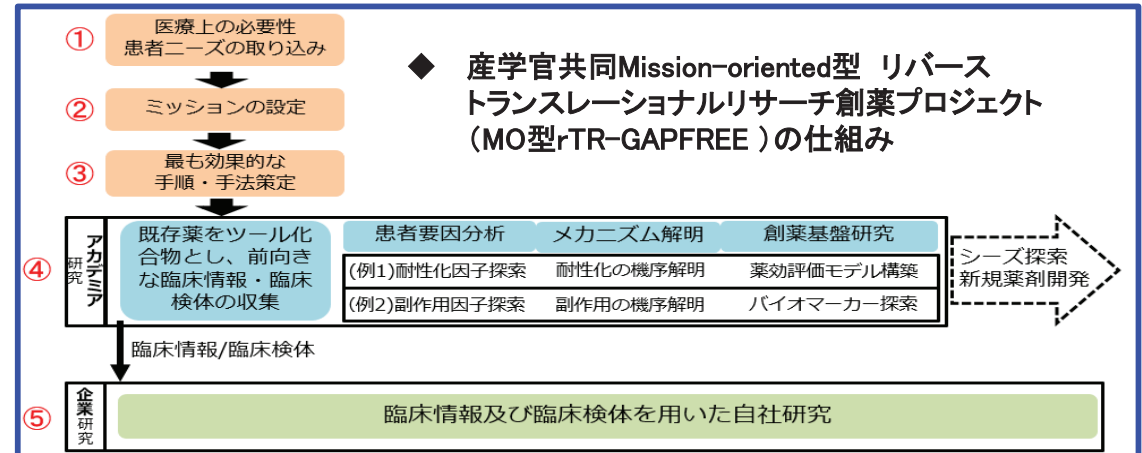 ①
医療上の必要性
患者ニーズの取り込み
◆ 産学官共同Mission-oriented型 リバース
トランスレーショナルリサーチ創薬プロジェクト
(MO型rTR-GAPFREE )の仕組み
②
ミッションの設定
③
最も効果的な
手順・手法策定
④
アカデミア
研究
既存薬をツール化
合物とし、前向き
な臨床情報・臨床
検体の収集
患者要因分析
メカニズム解明
創薬基盤研究
(例1)耐性化因子探索
耐性化の機序解明
薬効評価モデル構築
(例2)副作用因子探索
副作用の機序解明
バイオマーカー探索
シーズ探索
新規薬剤開発
臨床情報/臨床検体
⑤
企業研究
臨床情報及び臨床検体を用いた自社研究